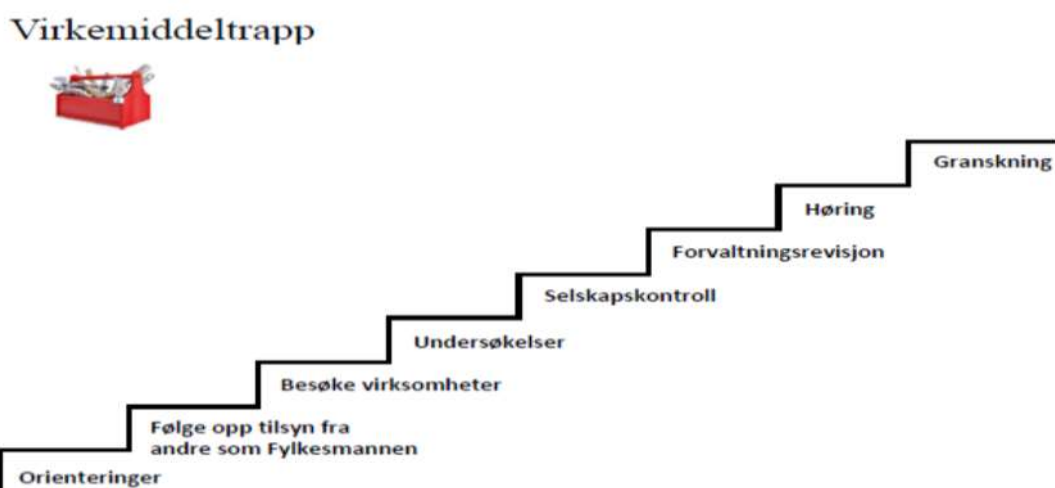 Virkemiddeltrapp
Granskning
Høring
Forvaltningsrevisjon
Selskapskontroll
Undersøkelser
Besøke virksomheter
Følge opp tilsyn fra
andre som Fylkesmannen
Orienteringer